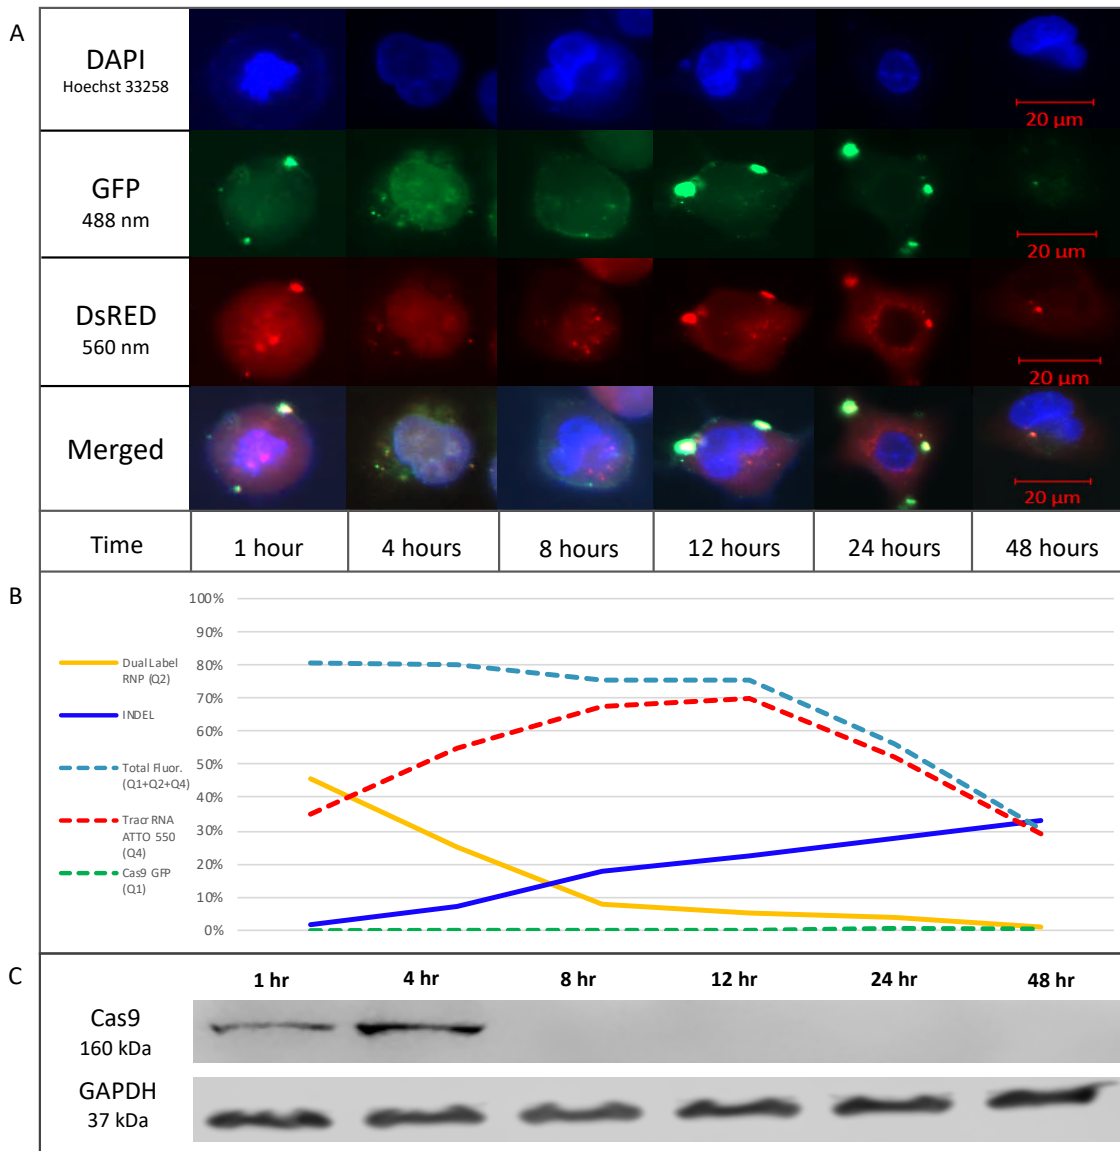 A
DAPI
Hoechst 33258
20 µm
GFP
488 nm
20 µm
DsRED
560 nm
20 µm
Merged
20 µm
Time
1 hour
4 hours
8 hours
12 hours
24 hours
48 hours
B
100%
90%
80%
70%
60%
50%
40%
30%
20%
10%
0%
Dual Label
RNP (Q2)
INDEL
Total Fluor.
(Q1+Q2+Q4)
Tracr RNA
ATTO 550
(Q4)
Cas9 GFP
(Q1)
C
1 hr
4 hr
8 hr
12 hr
24 hr
48 hr
Cas9
160 kDa
GAPDH
37 kDa